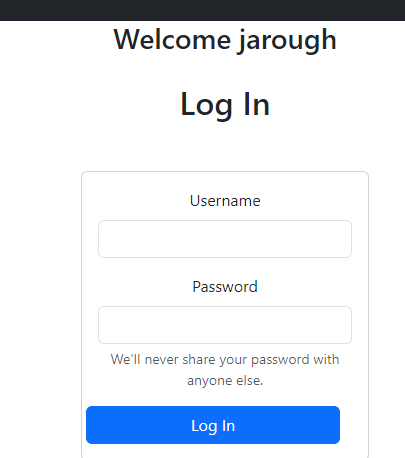 Welcome jarough
Log In
Username
Password
We'll never share your password with
anyone else.
Log In